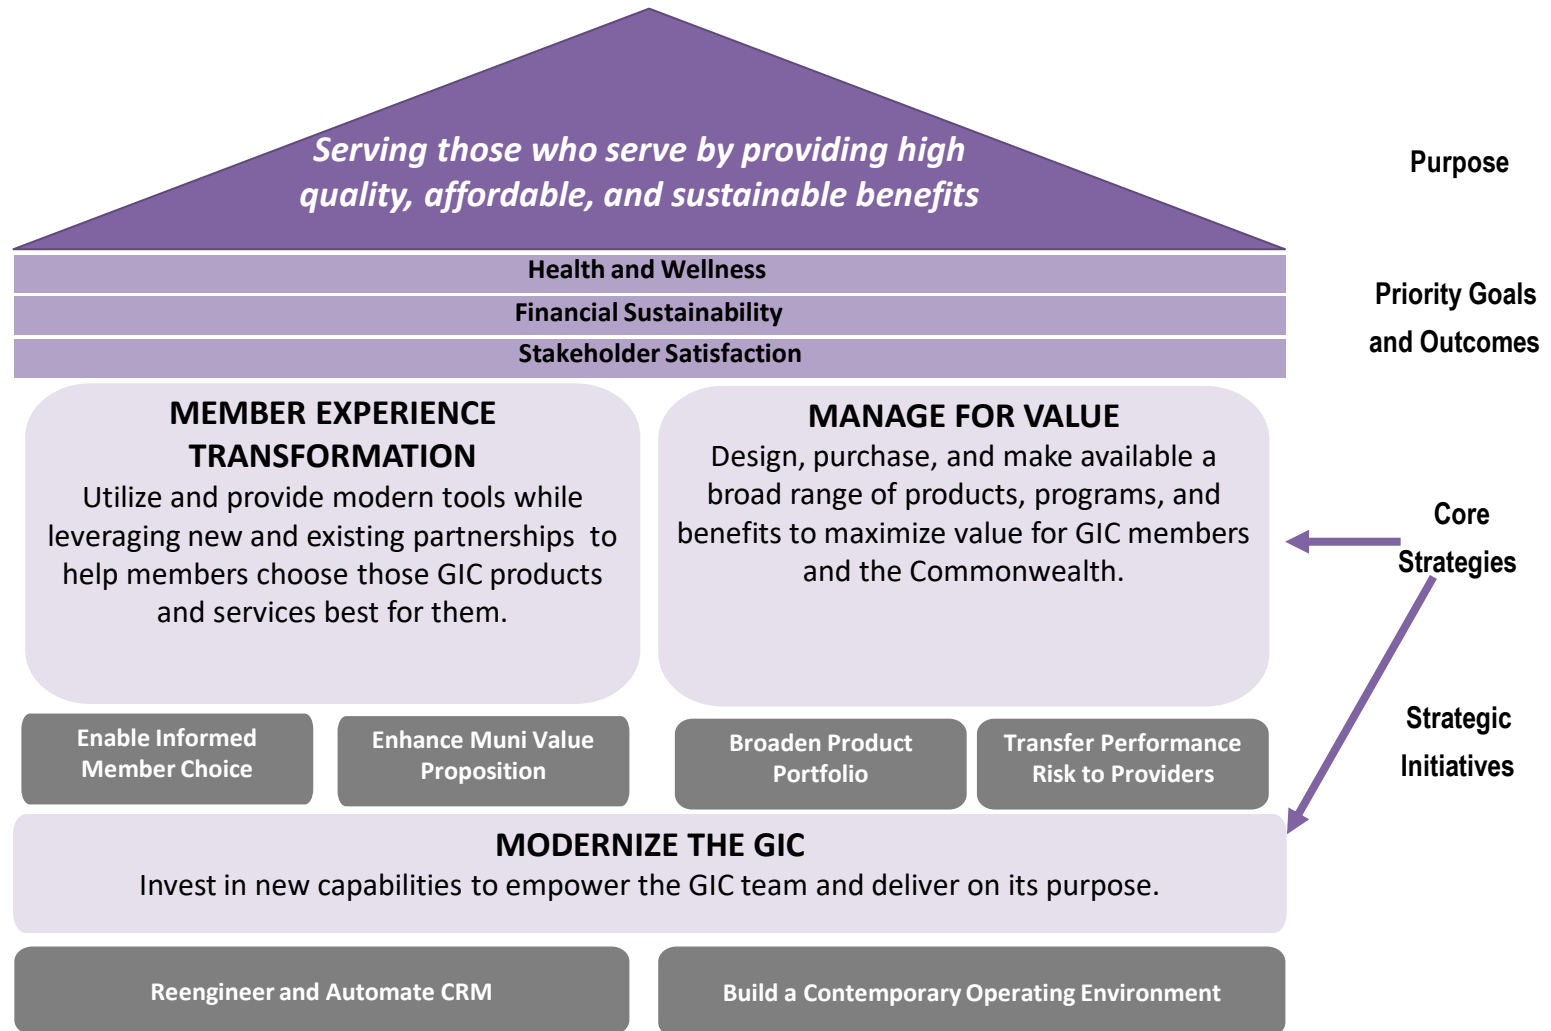 Serving those who serve by providing high
quality, affordable, and sustainable benefits
Purpose
Health and Wellness
Financial Sustainability
Stakeholder Satisfaction
Priority Goals
and Outcomes
MEMBER EXPERIENCE
TRANSFORMATION
Utilize and provide modern tools while
leveraging new and existing partnerships to
help members choose those GIC products
and services best for them.
MANAGE FOR VALUE
Design, purchase, and make available a
broad range of products, programs, and
benefits to maximize value for GIC members
and the Commonwealth.
Core
Strategies
Enable Informed
Member Choice
Enhance Muni Value
Proposition
Broaden Product
Portfolio
Transfer Performance
Risk to Providers
Strategic
Initiatives
MODERNIZE THE GIC
Invest in new capabilities to empower the GIC team and deliver on its purpose.
Reengineer and Automate CRM
Build a Contemporary Operating Environment